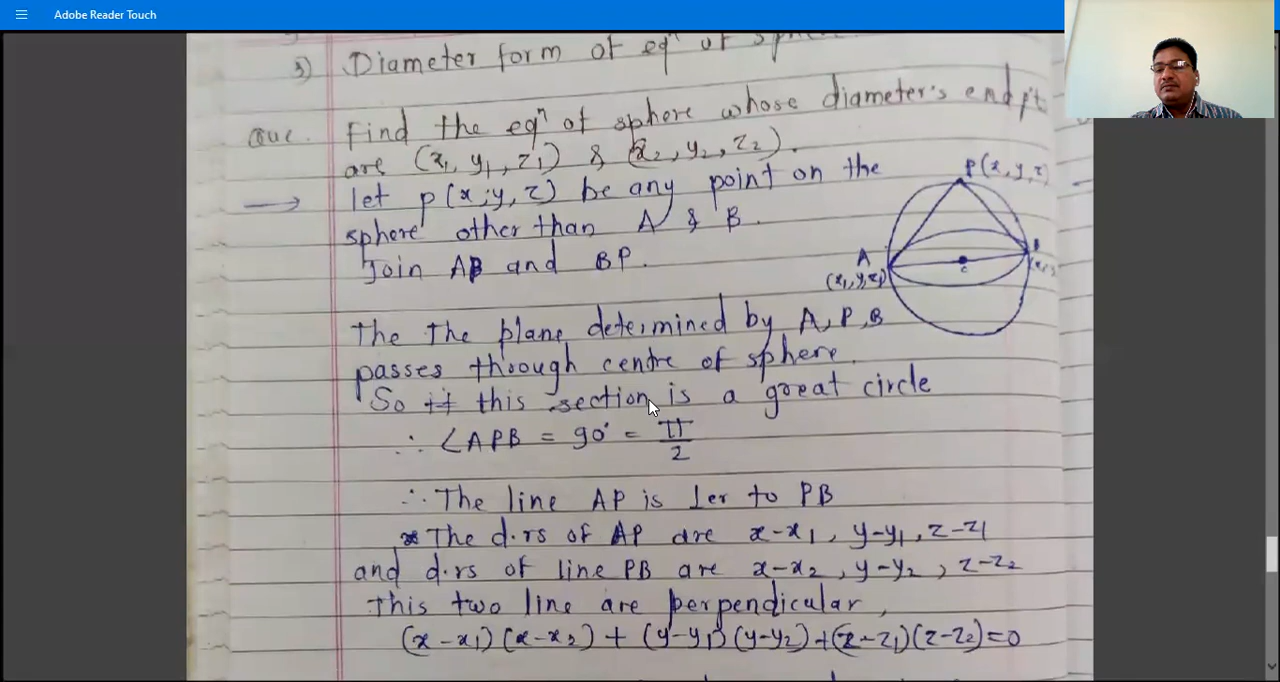 Adobe Reader Touch
3) Diameter form of eqⁿ of sphere
Que. Find the eqⁿ of sphere whose diameter's end pt
are (x₁, y₁, z₁) & (x₂, y₂, z₂).
→ let p(x, y, z) be any point on the
sphere other than A & B.
Join AP and BP.
P(x, y, z)
A
(x₁, y, z₁)
B
c
The The plane determined by A, P, B
passes through centre of sphere.
So it this section is a great circle
∴ ∠APB = 90° = π/2
∴ The line AP is ⊥er to PB
The d.rs of AP are x-x₁, y-y₁, z-z₁
and d.rs of line PB are x-x₂, y-y₂, z-z₂
This two line are perpendicular,
(x-x₁)(x-x₂) + (y-y₁)(y-y₂) + (z-z₁)(z-z₂)=0